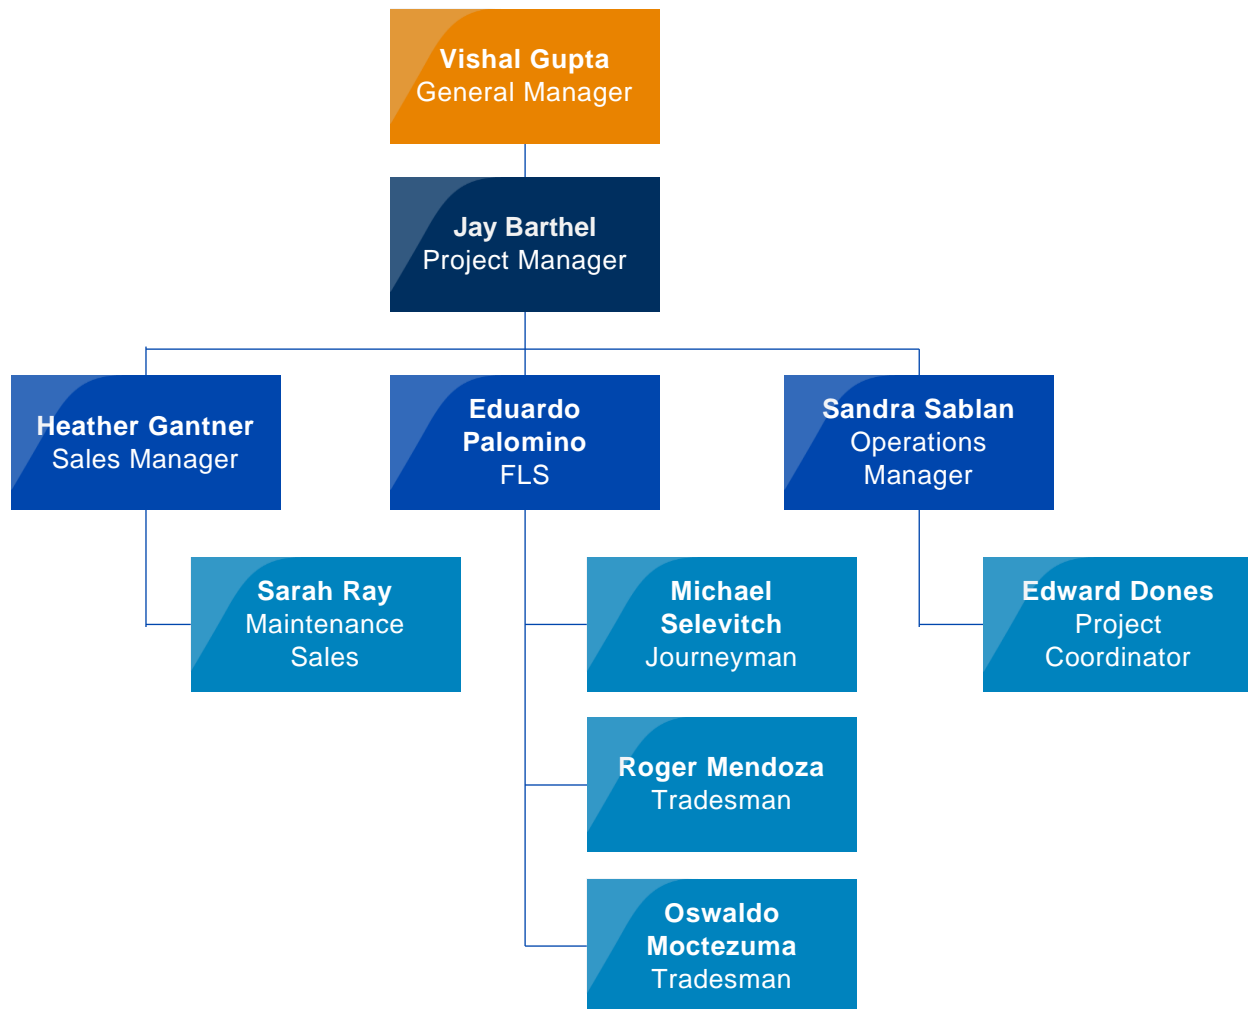 Vishal Gupta
General Manager
Jay Barthel
Project Manager
Heather Gantner
Sales Manager
Eduardo
Palomino
FLS
Sandra Sablan
Operations
Manager
Sarah Ray
Maintenance
Sales
Michael
Selevitch
Journeyman
Edward Dones
Project
Coordinator
Roger Mendoza
Tradesman
Oswaldo
Moctezuma
Tradesman